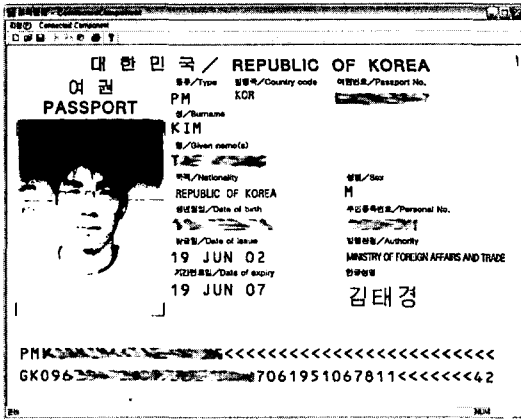 Connected Component
대 한 민 국 / REPUBLIC OF KOREA
여 권
PASSPORT
종류/Type 발행국/Country code 여권번호/Passport No.
PM KOR
성/Surname
KIM
명/Given name(s)
국적/Nationality 성별/Sex
REPUBLIC OF KOREA M
생년월일/Date of birth 주민등록번호/Personal No.
발급일/Date of issue 발행관청/Authority
19 JUN 02 MINISTRY OF FOREIGN AFFAIRS AND TRADE
기간만료일/Date of expiry 한글성명
19 JUN 07 김태경
PM <<<<<<<<<<<<<<<<<<<<<<<<
GK096 7061951067811<<<<<<<42
NUM